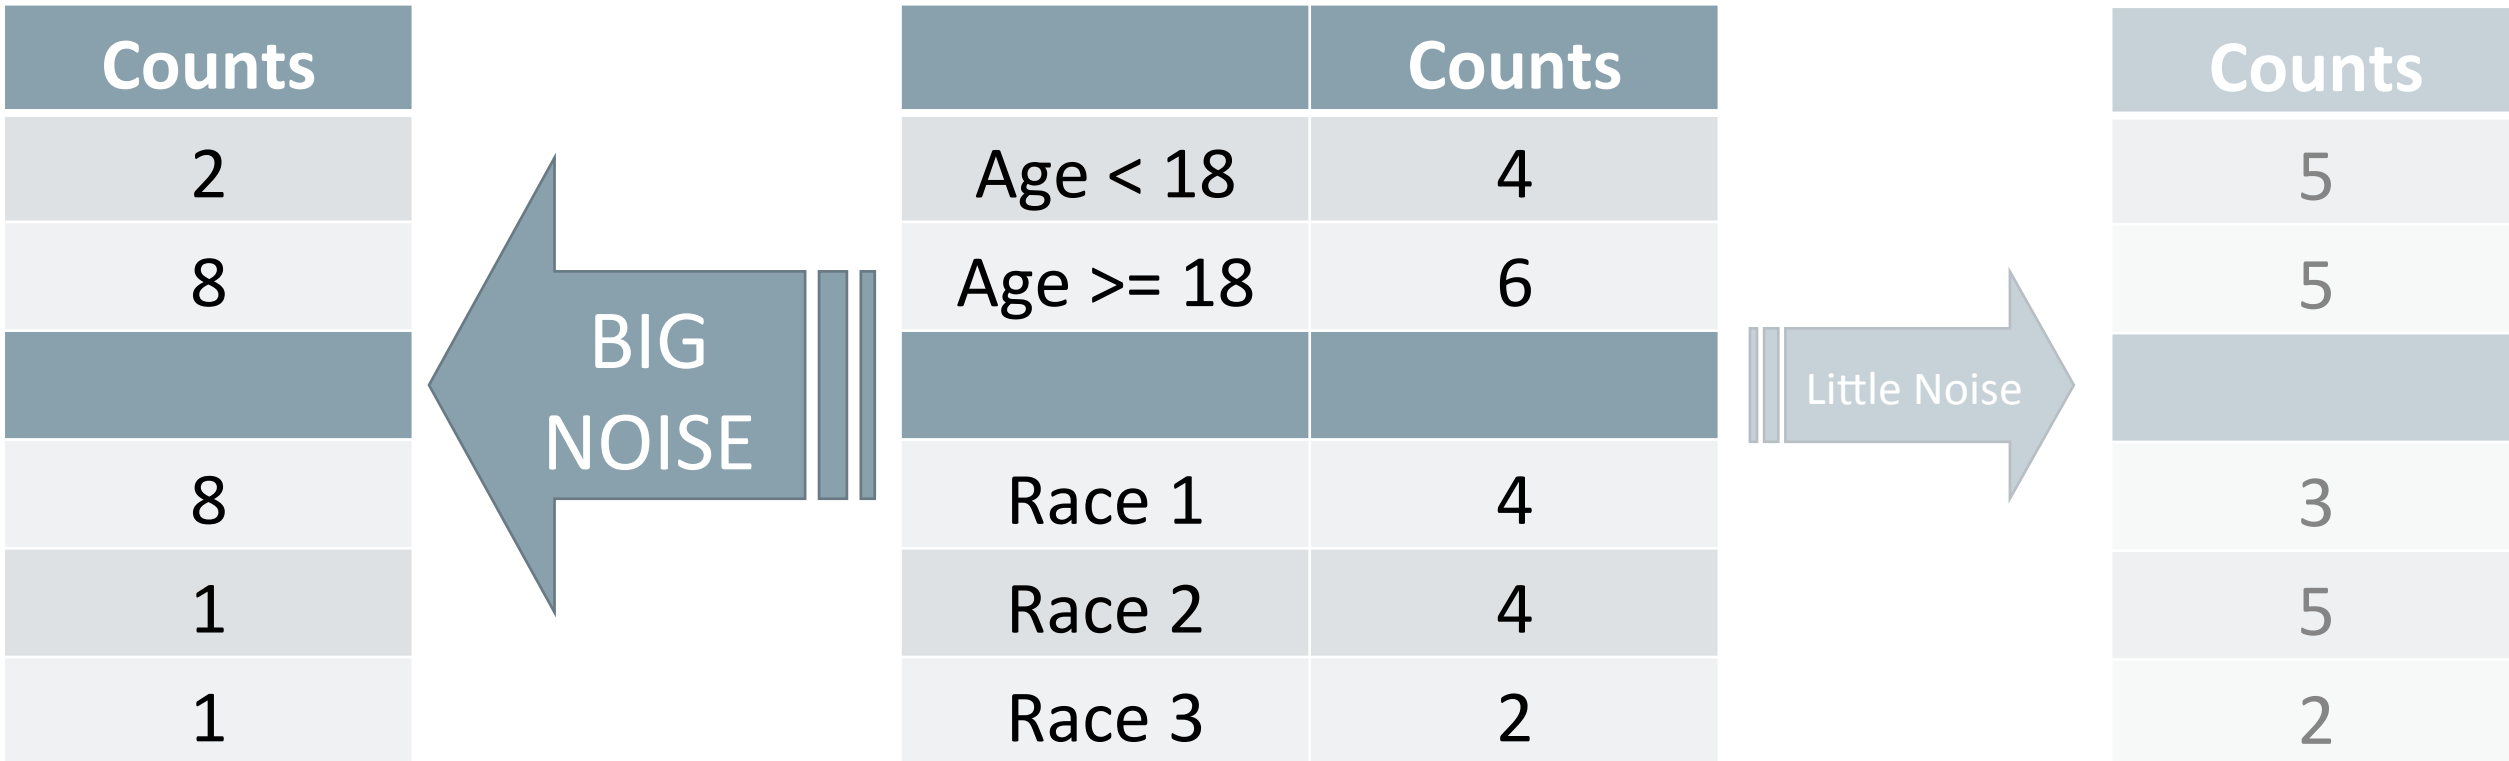 Counts
2
8
8
1
1
BIG
NOISE
Counts
Age < 18 4
Age >= 18 6
Race 1 4
Race 2 4
Race 3 2
Little Noise
Counts
5
5
3
5
2